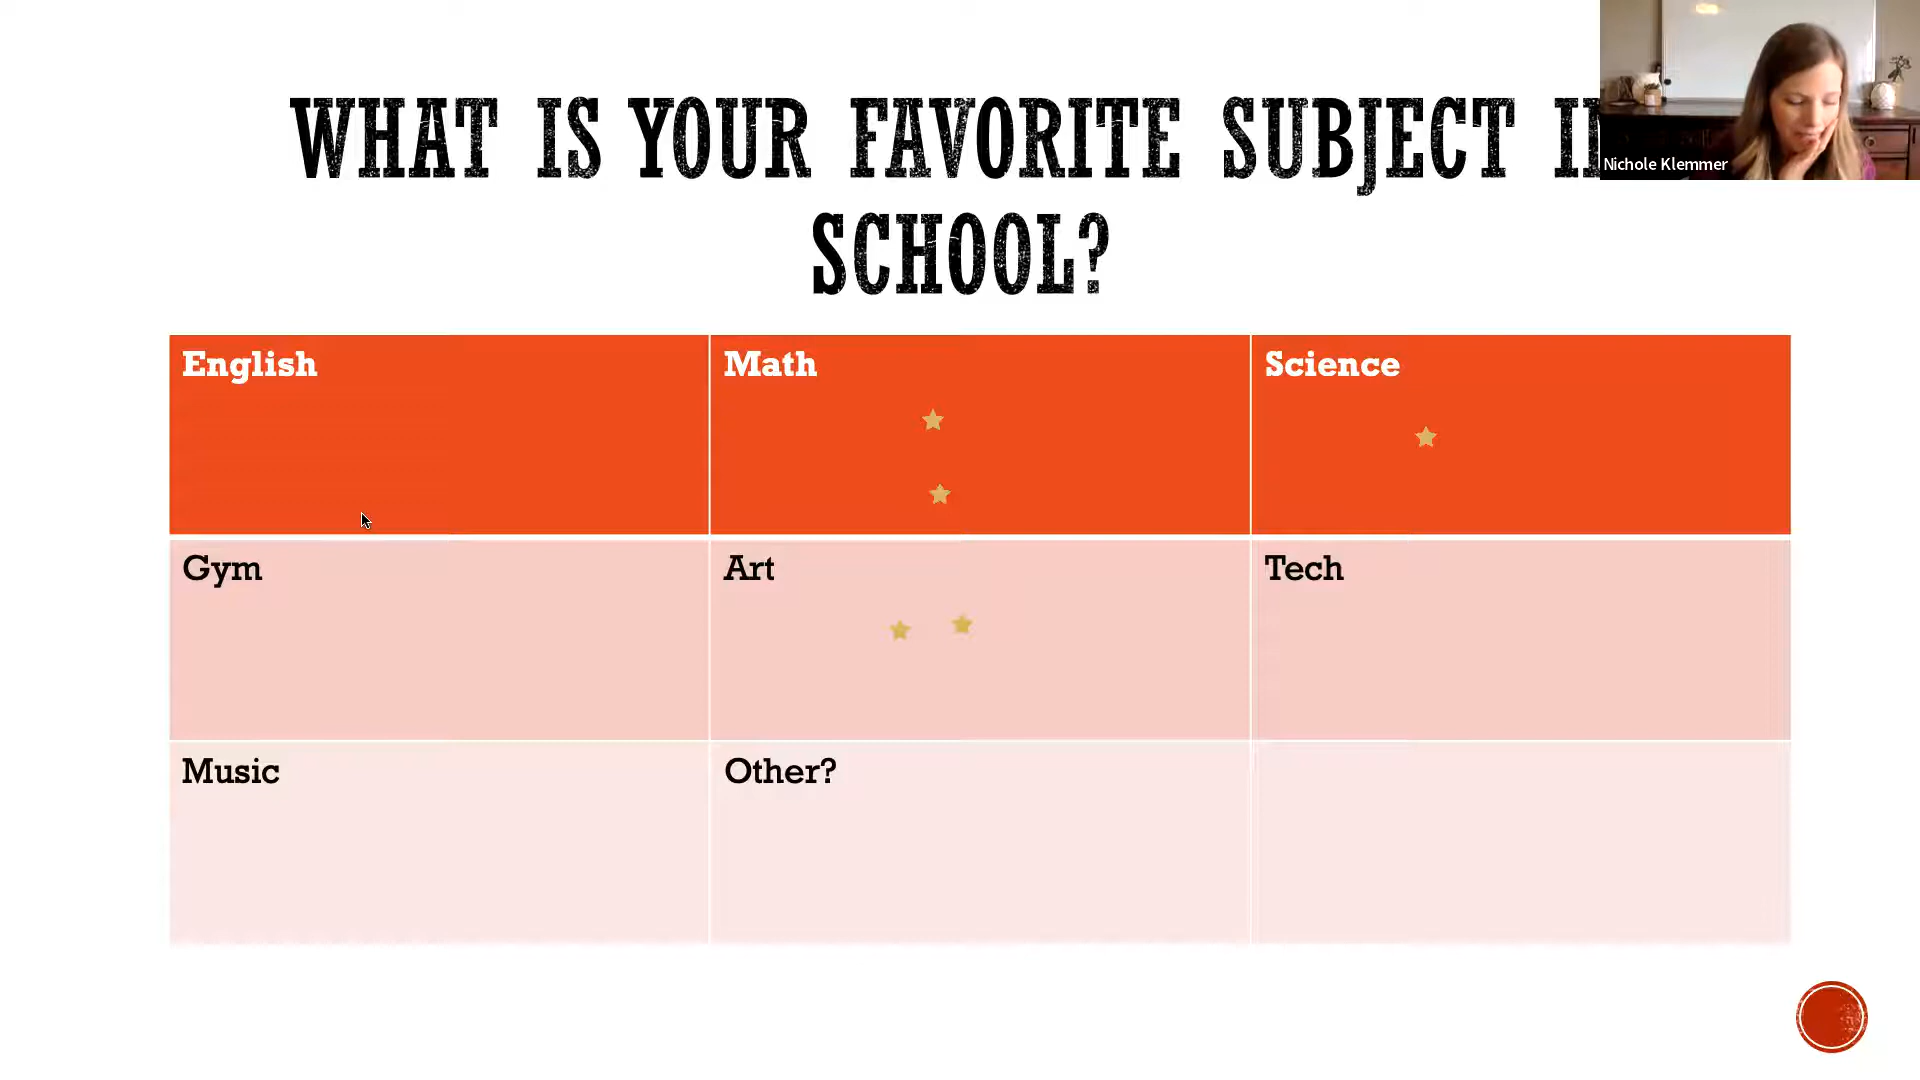 WHAT IS YOUR FAVORITE SUBJECT
SCHOOL?
Nichole Klemmer
English
Math
Science
Gym
Art
Tech
Music
Other?